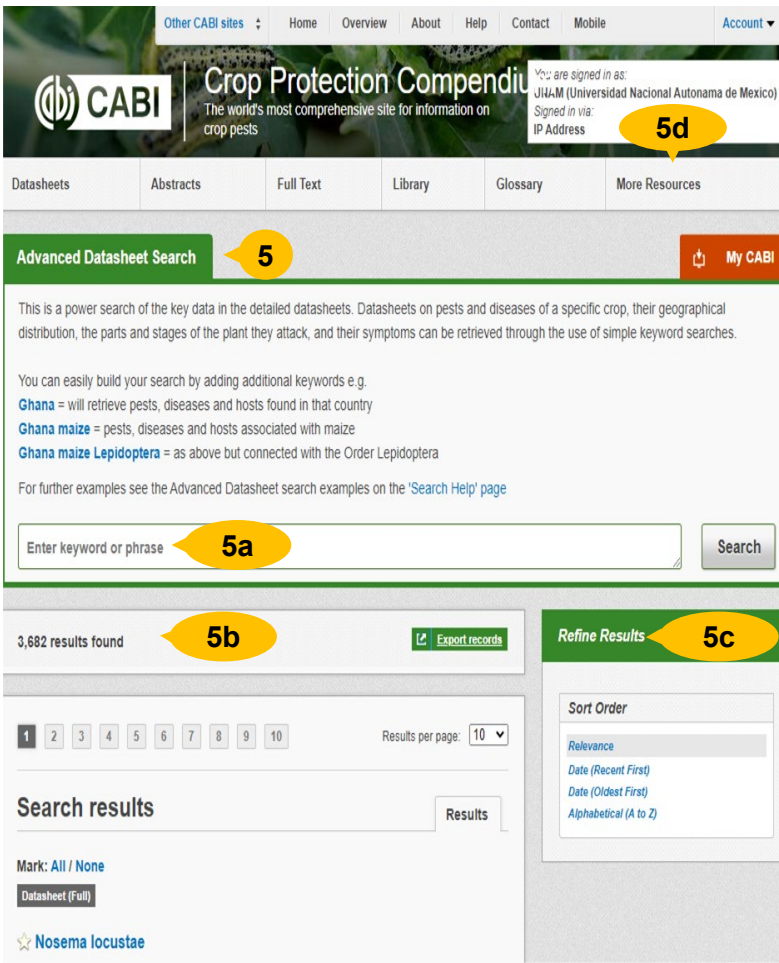 Other CABI sites Home Overview About Help Contact Mobile Account
CABI
Crop Protection Compendiu
The world's most comprehensive site for information on
crop pests
You are signed in as:
UNAM (Universidad Nacional Autonama de Mexico)
Signed in via:
IP Address
5d
Datasheets Abstracts Full Text Library Glossary More Resources
Advanced Datasheet Search
5
My CABI
This is a power search of the key data in the detailed datasheets. Datasheets on pests and diseases of a specific crop, their geographical
distribution, the parts and stages of the plant they attack, and their symptoms can be retrieved through the use of simple keyword searches.
You can easily build your search by adding additional keywords e.g.
Ghana = will retrieve pests, diseases and hosts found in that country
Ghana maize = pests, diseases and hosts associated with maize
Ghana maize Lepidoptera = as above but connected with the Order Lepidoptera
For further examples see the Advanced Datasheet search examples on the 'Search Help' page
Enter keyword or phrase
5a
Search
3,682 results found
5b
Export records
Refine Results
5c
1 2 3 4 5 6 7 8 9 10
Results per page: 10
Sort Order
Relevance
Date (Recent First)
Date (Oldest First)
Alphabetical (A to Z)
Search results
Results
Mark: All / None
Datasheet (Full)
Nosema locustae